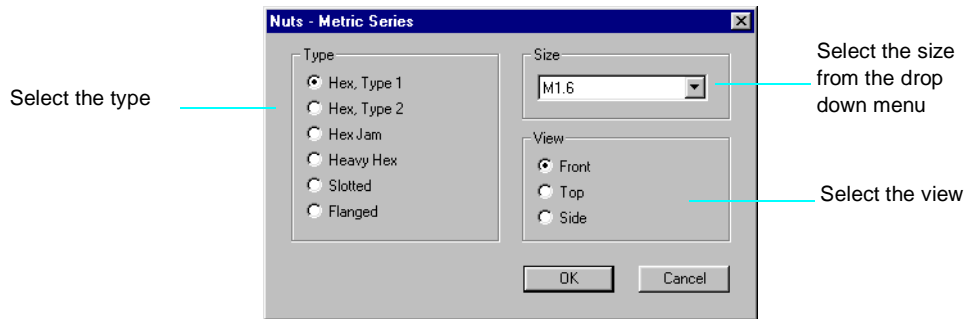 Nuts - Metric Series
Select the type
Type
Hex, Type 1
Hex, Type 2
Hex Jam
Heavy Hex
Slotted
Flanged
Size
M1.6
Select the size
from the drop
down menu
View
Front
Top
Side
Select the view
OK
Cancel